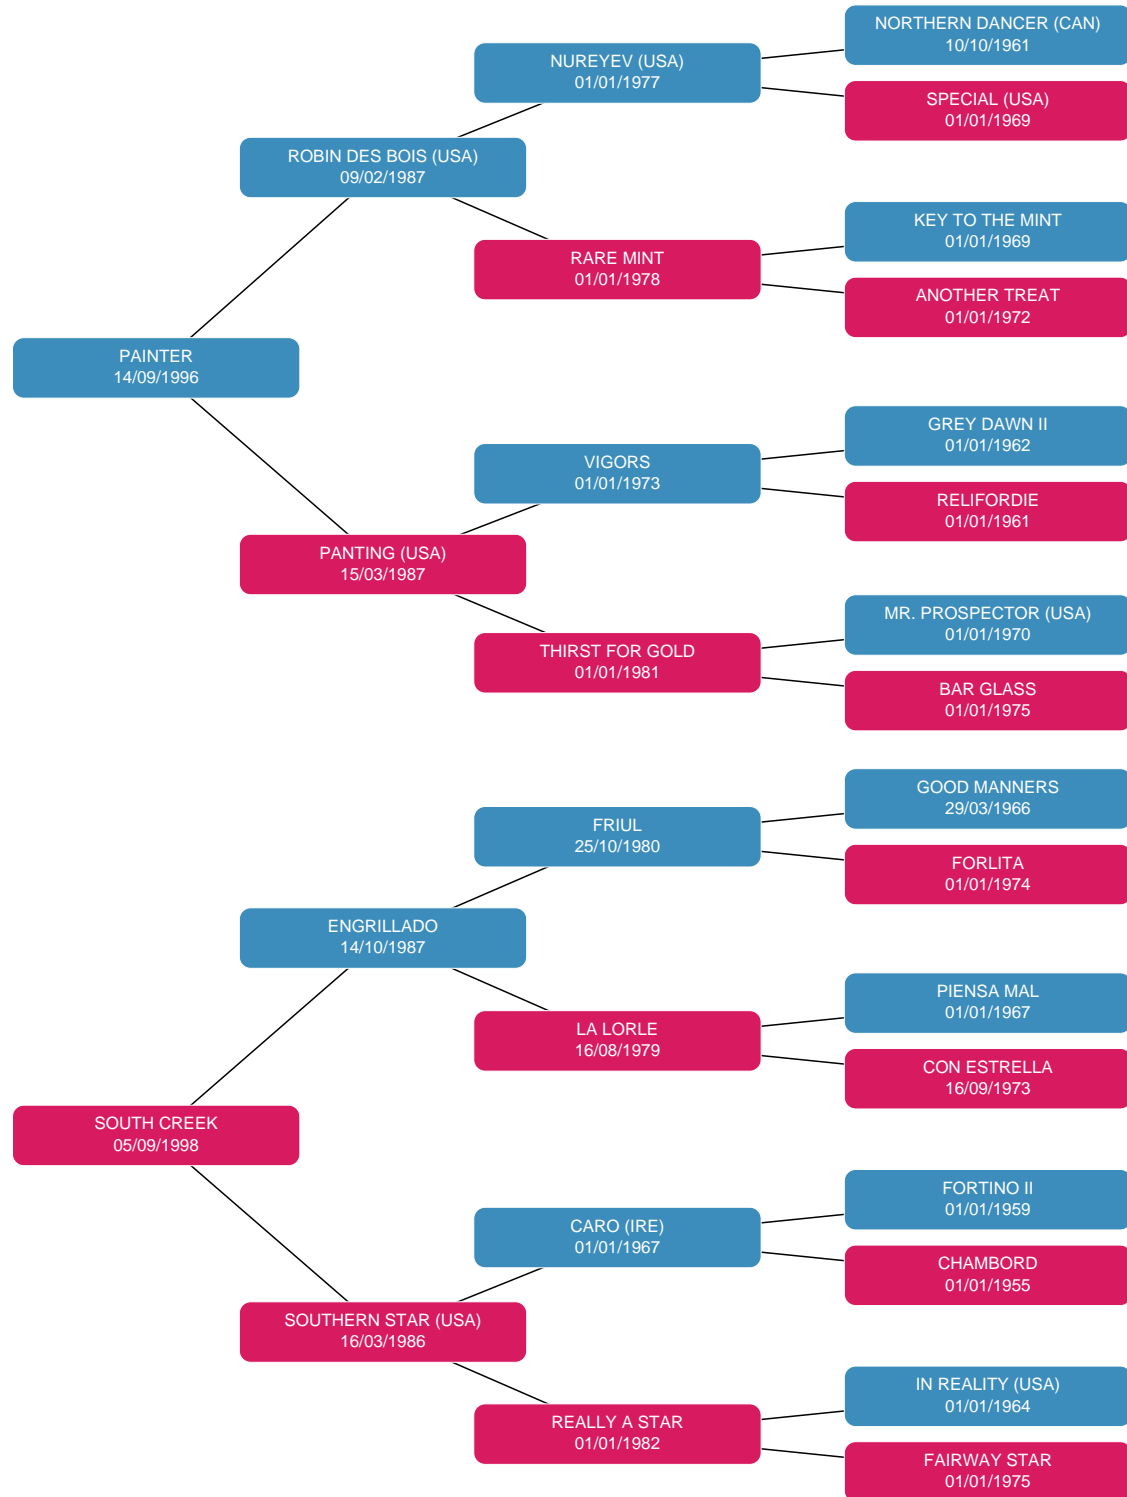 NORTHERN DANCER (CAN)
10/10/1961
NUREYEV (USA)
01/01/1977
SPECIAL (USA)
01/01/1969
ROBIN DES BOIS (USA)
09/02/1987
KEY TO THE MINT
01/01/1969
RARE MINT
01/01/1978
ANOTHER TREAT
01/01/1972
PAINTER
14/09/1996
GREY DAWN II
01/01/1962
VIGORS
01/01/1973
RELIFORDIE
01/01/1961
PANTING (USA)
15/03/1987
MR. PROSPECTOR (USA)
01/01/1970
THIRST FOR GOLD
01/01/1981
BAR GLASS
01/01/1975
GOOD MANNERS
29/03/1966
FRIUL
25/10/1980
FORLITA
01/01/1974
ENGRILLADO
14/10/1987
PIENSA MAL
01/01/1967
LA LORLE
16/08/1979
CON ESTRELLA
16/09/1973
SOUTH CREEK
05/09/1998
FORTINO II
01/01/1959
CARO (IRE)
01/01/1967
CHAMBORD
01/01/1955
SOUTHERN STAR (USA)
16/03/1986
IN REALITY (USA)
01/01/1964
REALLY A STAR
01/01/1982
FAIRWAY STAR
01/01/1975